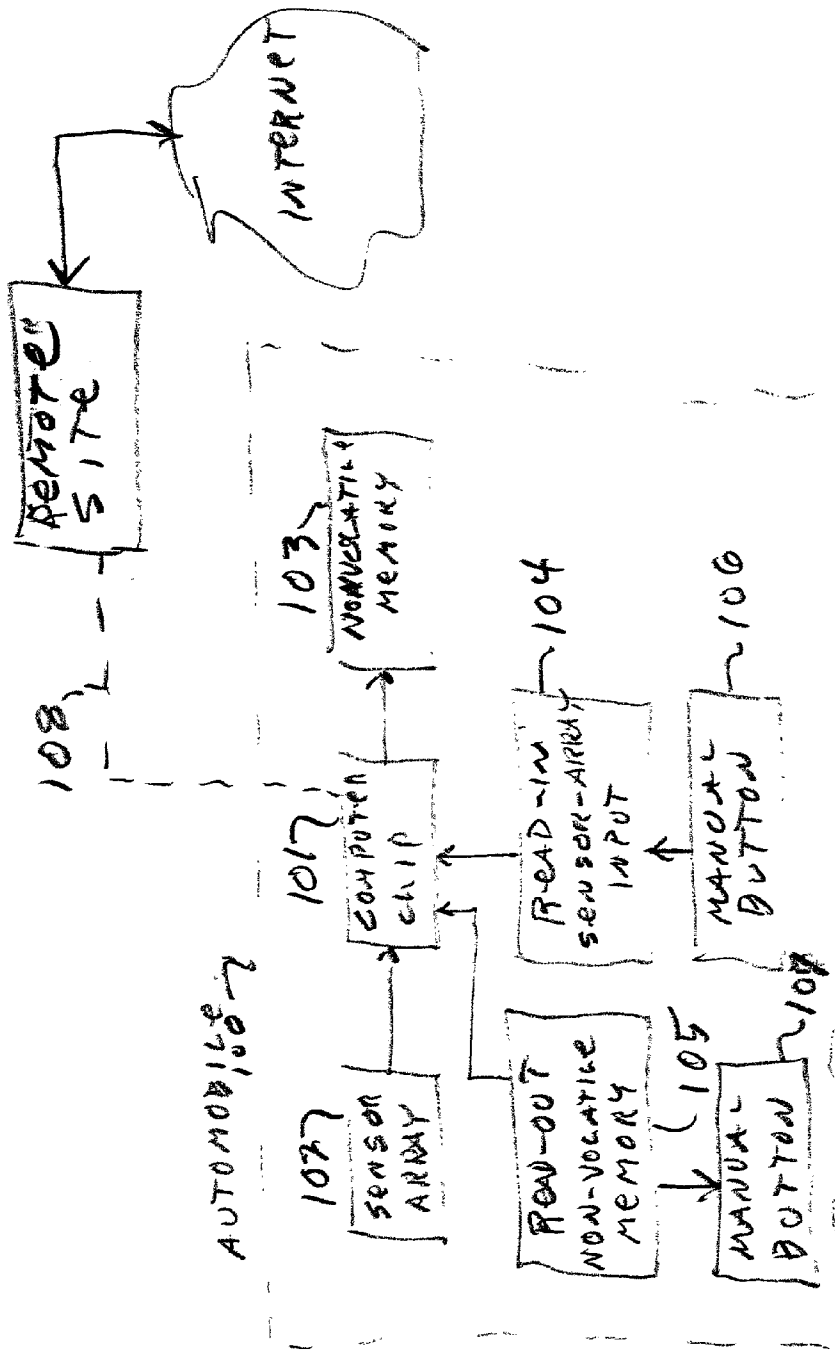 REMOTE
SITE
INTERNET
108
AUTOMOBILE
100
102
SENSOR
ARRAY
101
COMPUTER
CHIP
103
NONVOLATILE
MEMORY
READ-OUT
NON-VOLATILE
MEMORY
105
READ-IN
SENSOR-ARRAY
INPUT
104
MANUAL
BUTTON
107
MANUAL
BUTTON
106